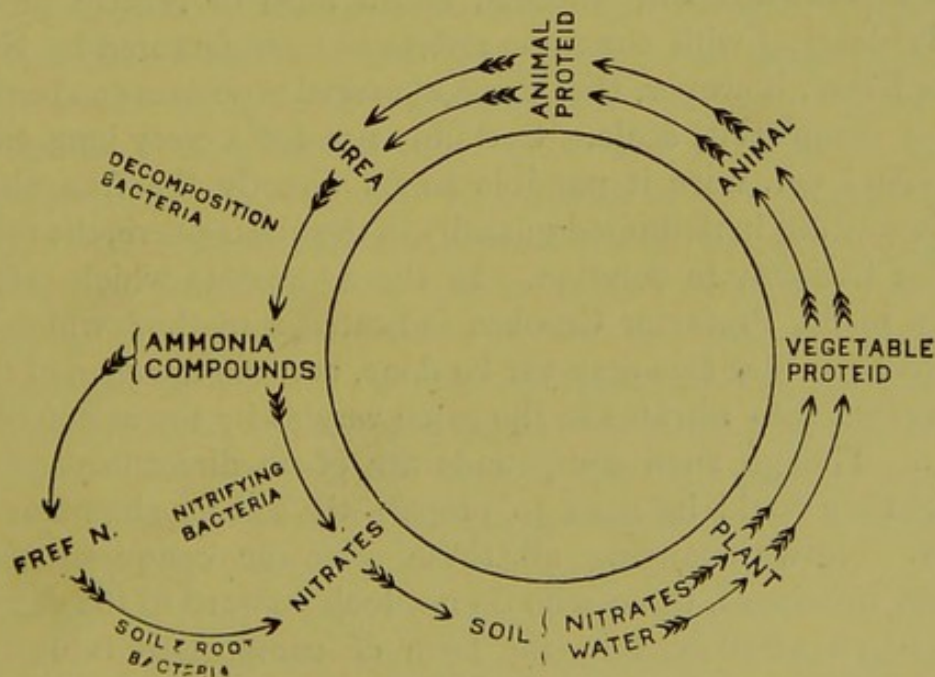 ANIMAL
PROTEID
UREA
ANIMAL
DECOMPOSITION
BACTERIA
AMMONIA
COMPOUNDS
VEGETABLE
PROTEID
NITRIFYING
BACTERIA
FREE N.
NITRATES
PLANT
SOIL
NITRATES
WATER
SOIL & ROOT
BACTERIA